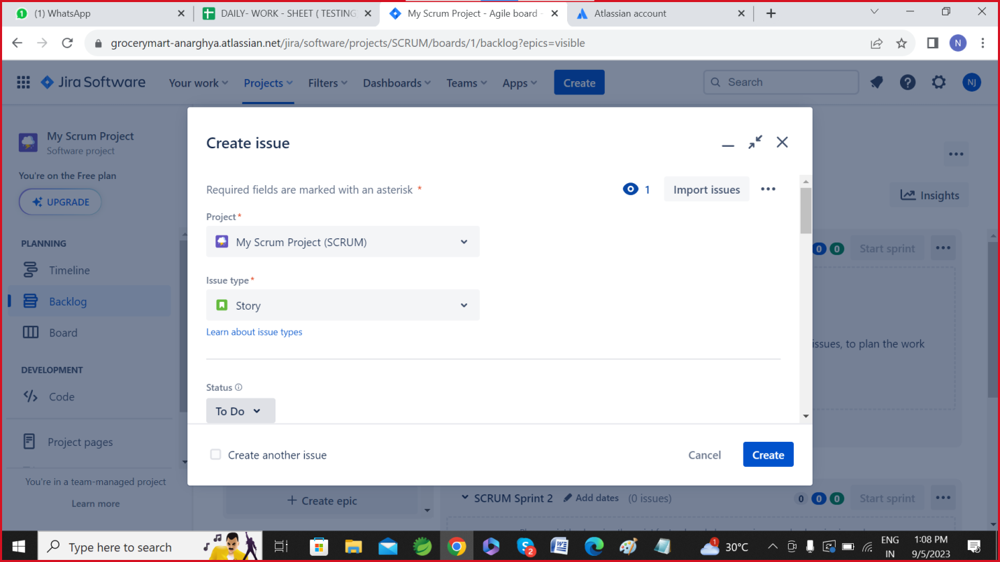 (1) WhatsApp
DAILY- WORK - SHEET ( TESTING
My Scrum Project - Agile board -
Atlassian account
grocerymart-anarghya.atlassian.net/jira/software/projects/SCRUM/boards/1/backlog?epics=visible
N
Jira Software
Your work
Projects
Filters
Dashboards
Teams
Apps
Create
Search
NJ
My Scrum Project
Software project
You're on the Free plan
UPGRADE
PLANNING
Timeline
Backlog
Board
DEVELOPMENT
Code
Project pages
You're in a team-managed project
Learn more
Create issue
Required fields are marked with an asterisk *
1
Import issues
Project*
My Scrum Project (SCRUM)
Issue type*
Story
Learn about issue types
Status
To Do
Create another issue
Cancel
Create
Insights
0 0 Start sprint
issues, to plan the work
+ Create epic
SCRUM Sprint 2 Add dates (0 issues)
0 0 0 Start sprint
Type here to search
2
1
30°C
ENG
IN
1:08 PM
9/5/2023